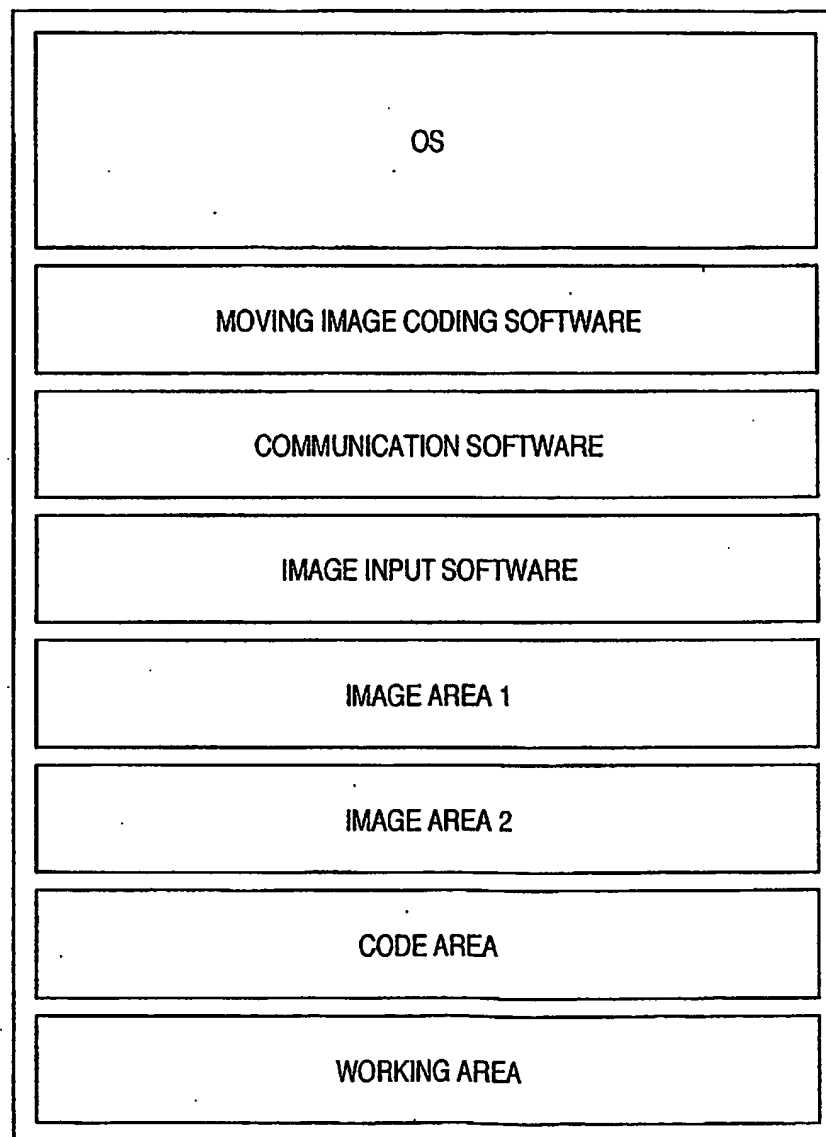 OS
MOVING IMAGE CODING SOFTWARE
COMMUNICATION SOFTWARE
IMAGE INPUT SOFTWARE
IMAGE AREA 1
IMAGE AREA 2
CODE AREA
WORKING AREA